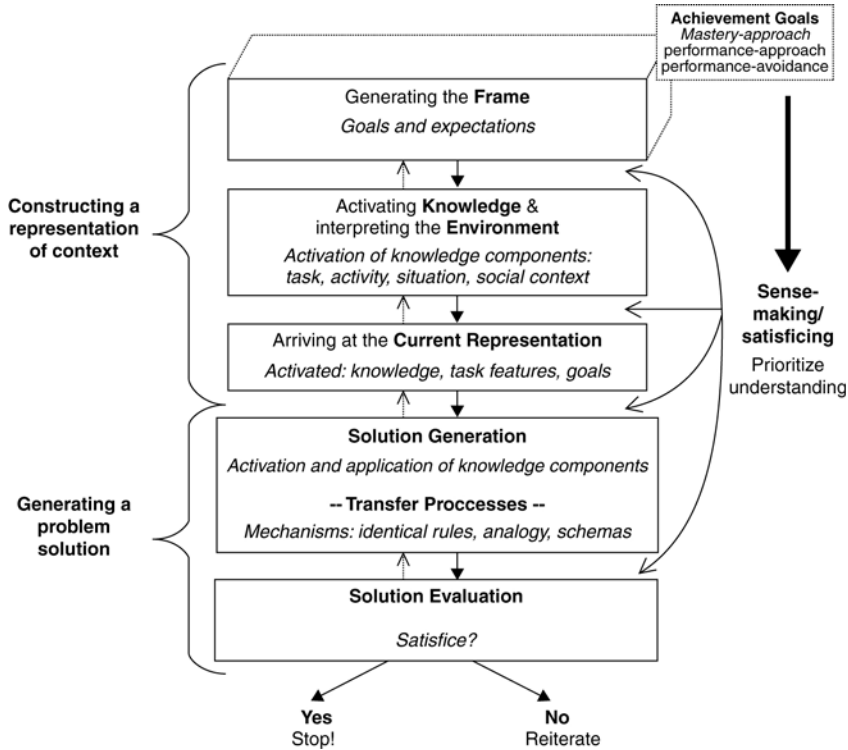 Achievement Goals
Mastery-approach
performance-approach
performance-avoidance
Generating the Frame
Goals and expectations
Constructing a
representation
of context
Activating Knowledge &
interpreting the Environment
Activation of knowledge components:
task, activity, situation, social context
Sense-
making/
satisficing
Prioritize
understanding
Arriving at the Current Representation
Activated: knowledge, task features, goals
Generating a
problem
solution
Solution Generation
Activation and application of knowledge components
-- Transfer Proccesses --
Mechanisms: identical rules, analogy, schemas
Solution Evaluation
Satisfice?
Yes
Stop!
No
Reiterate